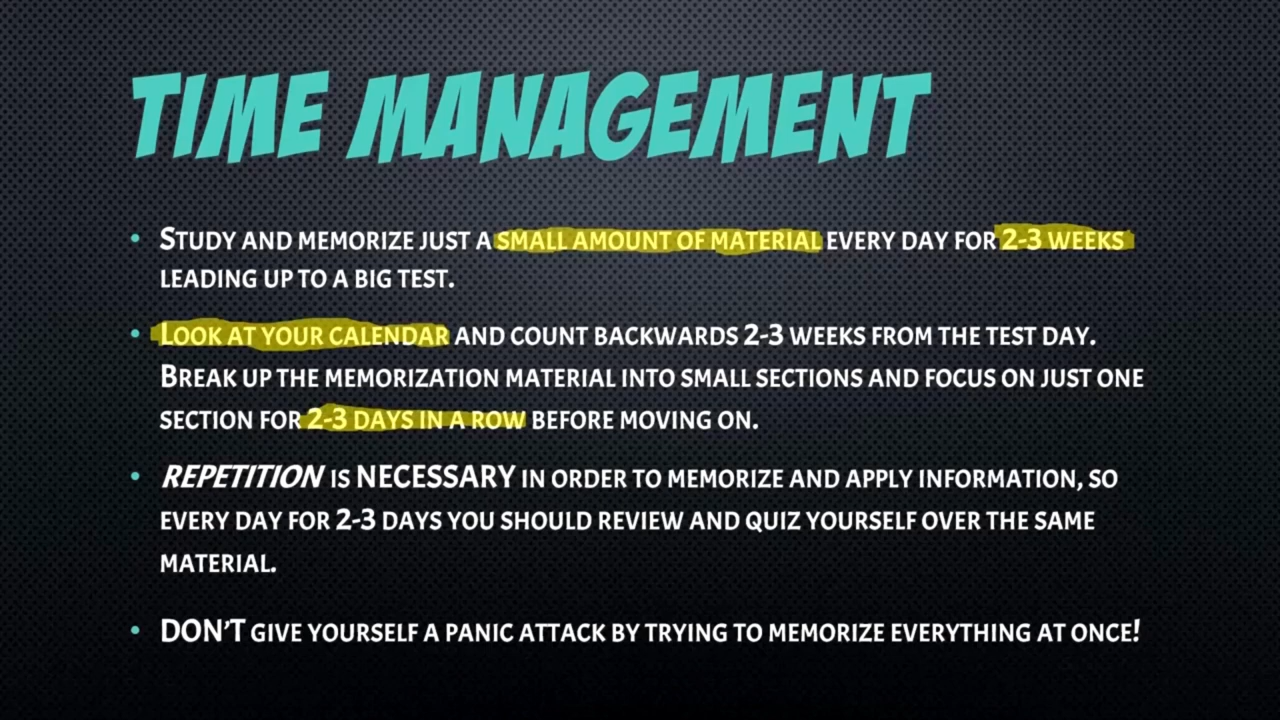 TIME MANAGEMENT
• STUDY AND MEMORIZE JUST A SMALL AMOUNT OF MATERIAL EVERY DAY FOR 2-3 WEEKS
LEADING UP TO A BIG TEST.
• LOOK AT YOUR CALENDAR AND COUNT BACKWARDS 2-3 WEEKS FROM THE TEST DAY.
BREAK UP THE MEMORIZATION MATERIAL INTO SMALL SECTIONS AND FOCUS ON JUST ONE
SECTION FOR 2-3 DAYS IN A ROW BEFORE MOVING ON.
• REPETITION IS NECESSARY IN ORDER TO MEMORIZE AND APPLY INFORMATION, SO
EVERY DAY FOR 2-3 DAYS YOU SHOULD REVIEW AND QUIZ YOURSELF OVER THE SAME
MATERIAL.
• DON'T GIVE YOURSELF A PANIC ATTACK BY TRYING TO MEMORIZE EVERYTHING AT ONCE!